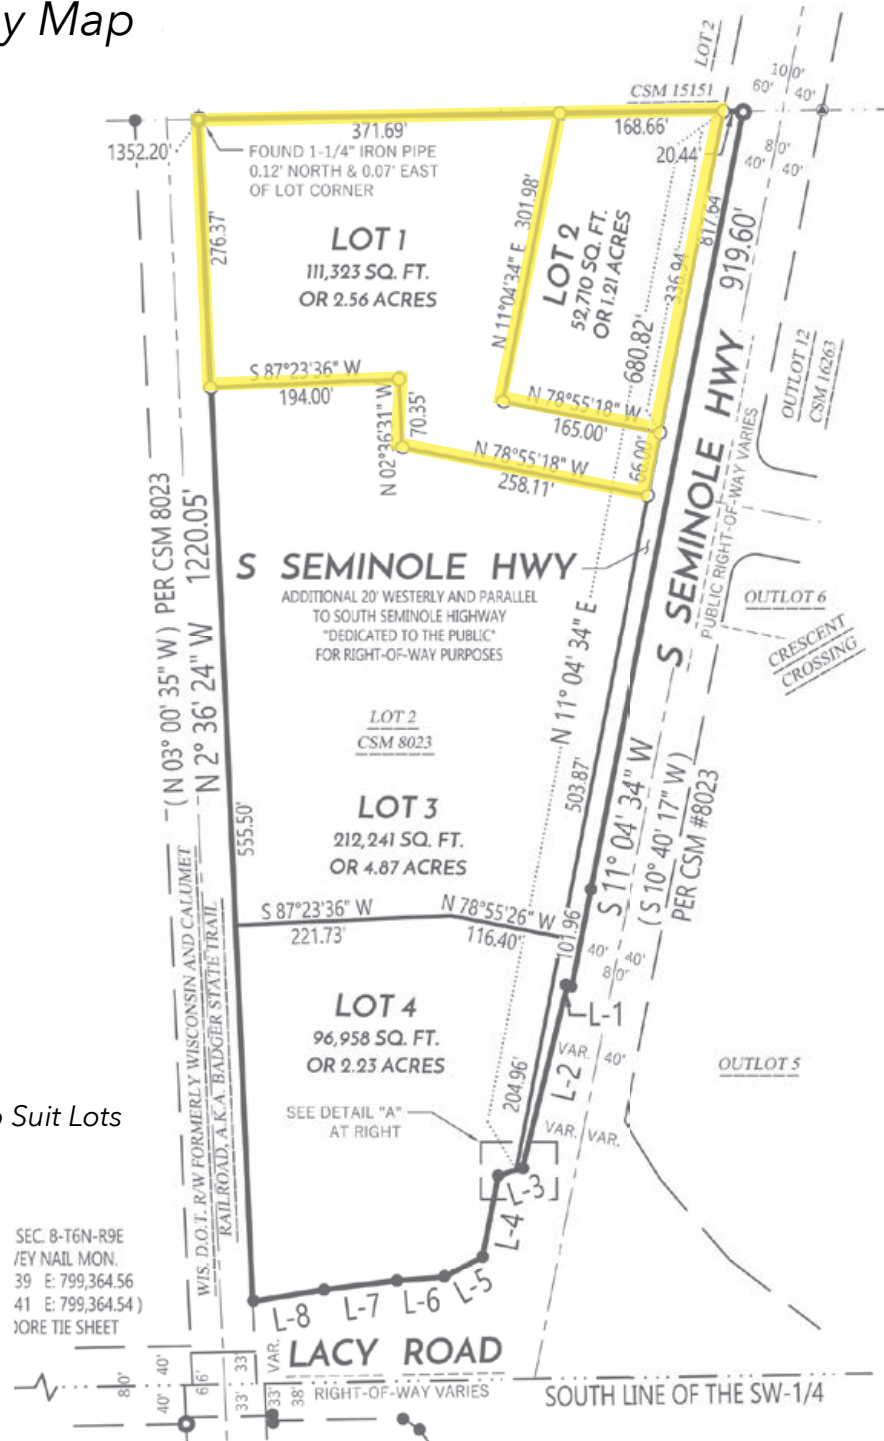 y Map
LOT 2
CSM 15151
100'
60'
40'
371.69'
168.66'
1352.20'
FOUND 1-1/4" IRON PIPE
0.12' NORTH & 0.07' EAST
OF LOT CORNER
20.44'
80'
40'
40'
276.37'
LOT 1
111,323 SQ. FT.
OR 2.56 ACRES
N 11°04'34" E 301.98'
LOT 2
52,710 SQ. FT.
OR 1.21 ACRES
336.94'
817.64
919.60'
680.82'
S 87°23'36" W
194.00'
N 02°36'31" W
70.35'
N 78°55'18" W
165.00'
N 78°55'18" W
258.11'
66.00'
OUTLOT 12
CSM 16263
S SEMINOLE HWY
PUBLIC RIGHT-OF-WAY VARIES
( N 03° 00' 35" W ) PER CSM 8023
N 2° 36' 24" W 1220.05'
S SEMINOLE HWY
ADDITIONAL 20' WESTERLY AND PARALLEL
TO SOUTH SEMINOLE HIGHWAY
"DEDICATED TO THE PUBLIC"
FOR RIGHT-OF-WAY PURPOSES
OUTLOT 6
CRESCENT
CROSSING
N 11° 04' 34" E
LOT 2
CSM 8023
503.87'
S 11° 04' 34" W
( S 10° 40' 17" W )
PER CSM #8023
LOT 3
212,241 SQ. FT.
OR 4.87 ACRES
555.50'
S 87°23'36" W
221.73'
N 78°55'26" W
116.40'
101.96
40'
40'
80'
WIS. D.O.T. R/W FORMERLY WISCONSIN AND CALUMET
RAILROAD, A.K.A. BADGER STATE TRAIL
LOT 4
96,958 SQ. FT.
OR 2.23 ACRES
L-1
VAR.
40'
L-2
OUTLOT 5
204.96'
SEE DETAIL "A"
AT RIGHT
VAR.
VAR.
o Suit Lots
L-3
L-4
SEC. 8-T6N-R9E
VEY NAIL MON.
39 E: 799,364.56
41 E: 799,364.54 )
OORE TIE SHEET
L-5
L-6
L-7
L-8
LACY ROAD
RIGHT-OF-WAY VARIES
VAR.
80'
40'
40'
66'
33'
33'
33'
38'
SOUTH LINE OF THE SW-1/4